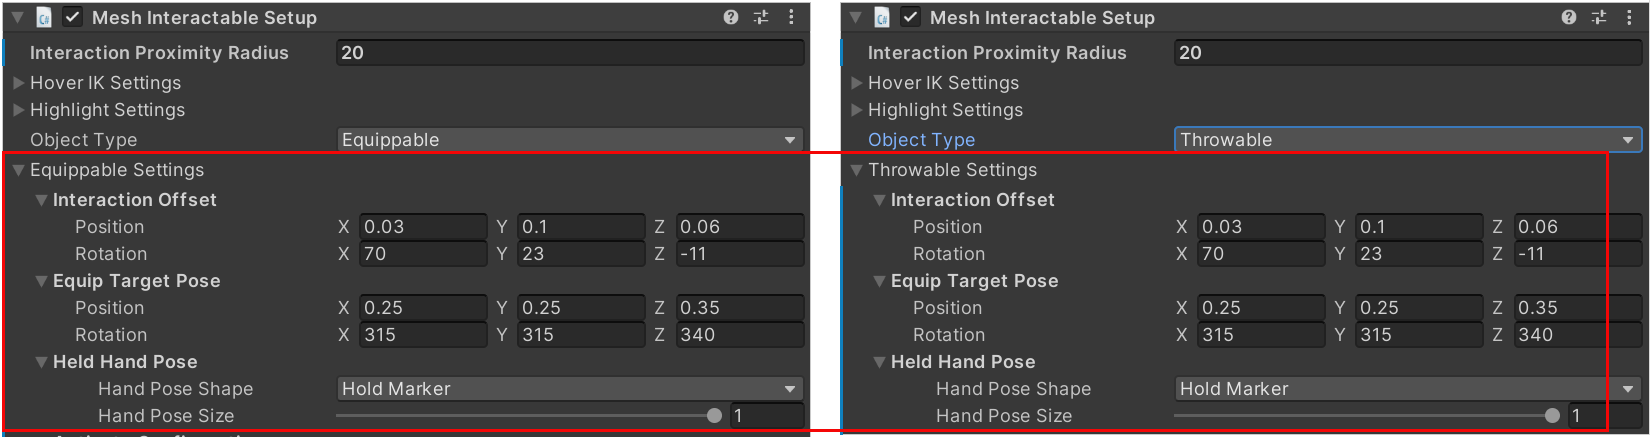 Mesh Interactable Setup
Interaction Proximity Radius 20
Hover IK Settings
Highlight Settings
Object Type Equippable
Equippable Settings
Interaction Offset
Position X 0.03 Y 0.1 Z 0.06
Rotation X 70 Y 23 Z -11
Equip Target Pose
Position X 0.25 Y 0.25 Z 0.35
Rotation X 315 Y 315 Z 340
Held Hand Pose
Hand Pose Shape Hold Marker
Hand Pose Size 1
Mesh Interactable Setup
Interaction Proximity Radius 20
Hover IK Settings
Highlight Settings
Object Type Throwable
Throwable Settings
Interaction Offset
Position X 0.03 Y 0.1 Z 0.06
Rotation X 70 Y 23 Z -11
Equip Target Pose
Position X 0.25 Y 0.25 Z 0.35
Rotation X 315 Y 315 Z 340
Held Hand Pose
Hand Pose Shape Hold Marker
Hand Pose Size 1